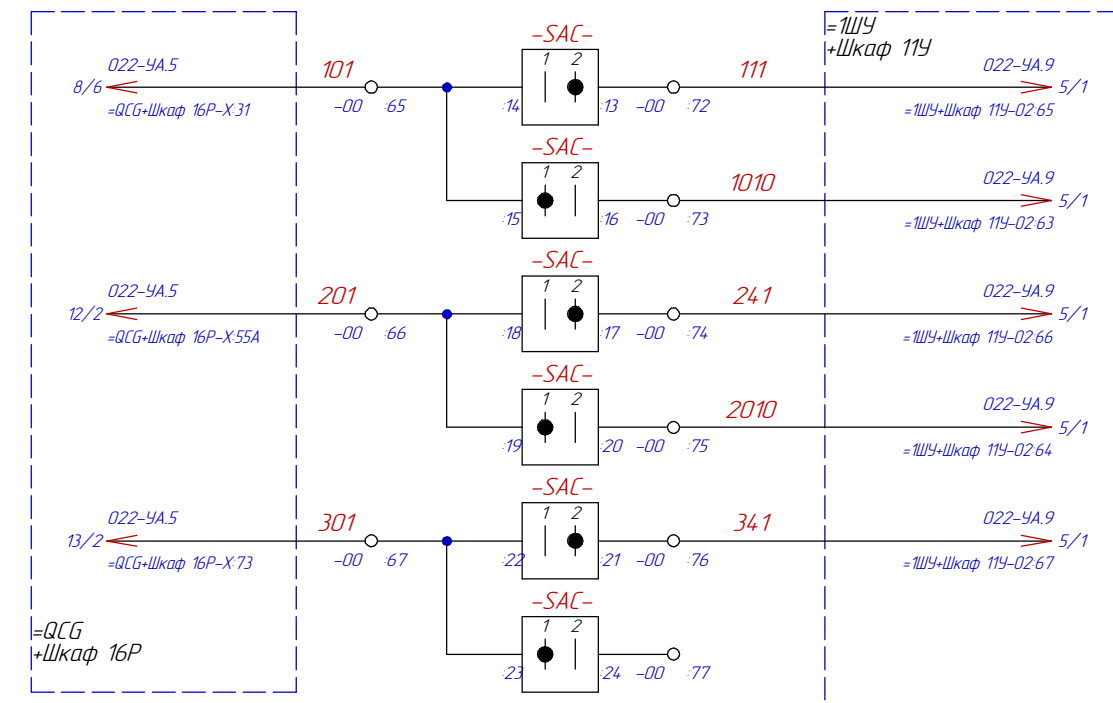 =1ШУ
+Шкаф 11У
-SAC-
1 2
022-УА.5
8/6
=QCG+Шкаф 16Р-X:31
101
-00 :65
:14 :13
-00 :72
111
022-УА.9
5/1
=1ШУ+Шкаф 11У-02:65
-SAC-
1 2
:15 :16
-00 :73
1010
022-УА.9
5/1
=1ШУ+Шкаф 11У-02:63
-SAC-
1 2
022-УА.5
12/2
=QCG+Шкаф 16Р-X:55А
201
-00 :66
:18 :17
-00 :74
241
022-УА.9
5/1
=1ШУ+Шкаф 11У-02:66
-SAC-
1 2
:19 :20
-00 :75
2010
022-УА.9
5/1
=1ШУ+Шкаф 11У-02:64
-SAC-
1 2
022-УА.5
13/2
=QCG+Шкаф 16Р-X:73
301
-00 :67
:22 :21
-00 :76
341
022-УА.9
5/1
=1ШУ+Шкаф 11У-02:67
-SAC-
1 2
:23 :24
-00 :77
=QCG
+Шкаф 16Р